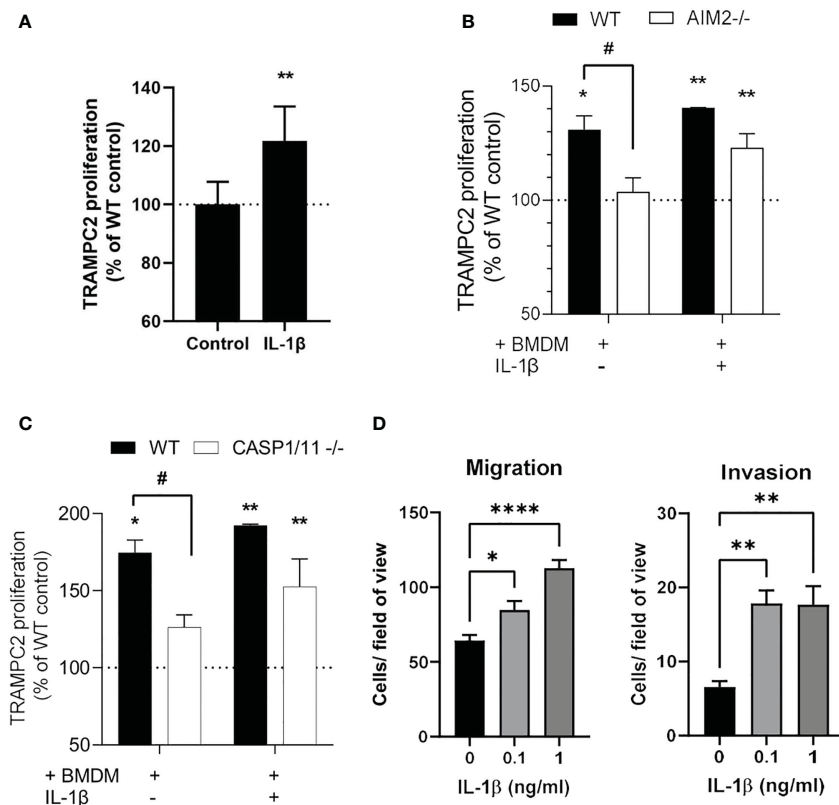 A
TRAMPC2 proliferation
(% of WT control)
140
120
100
80
60
**
Control IL-1β
B
WT AIM2-/-
TRAMPC2 proliferation
(% of WT control)
150
100
50
#
* ** **
+ BMDM + +
IL-1β - +
C
WT CASP1/11 -/-
TRAMPC2 proliferation
(% of WT control)
200
150
100
50
#
* ** **
+ BMDM + +
IL-1β - +
D
Migration
Cells/ field of view
150
100
50
0
****
*
0 0.1 1
IL-1β (ng/ml)
Invasion
Cells/ field of view
30
20
10
0
**
**
0 0.1 1
IL-1β (ng/ml)